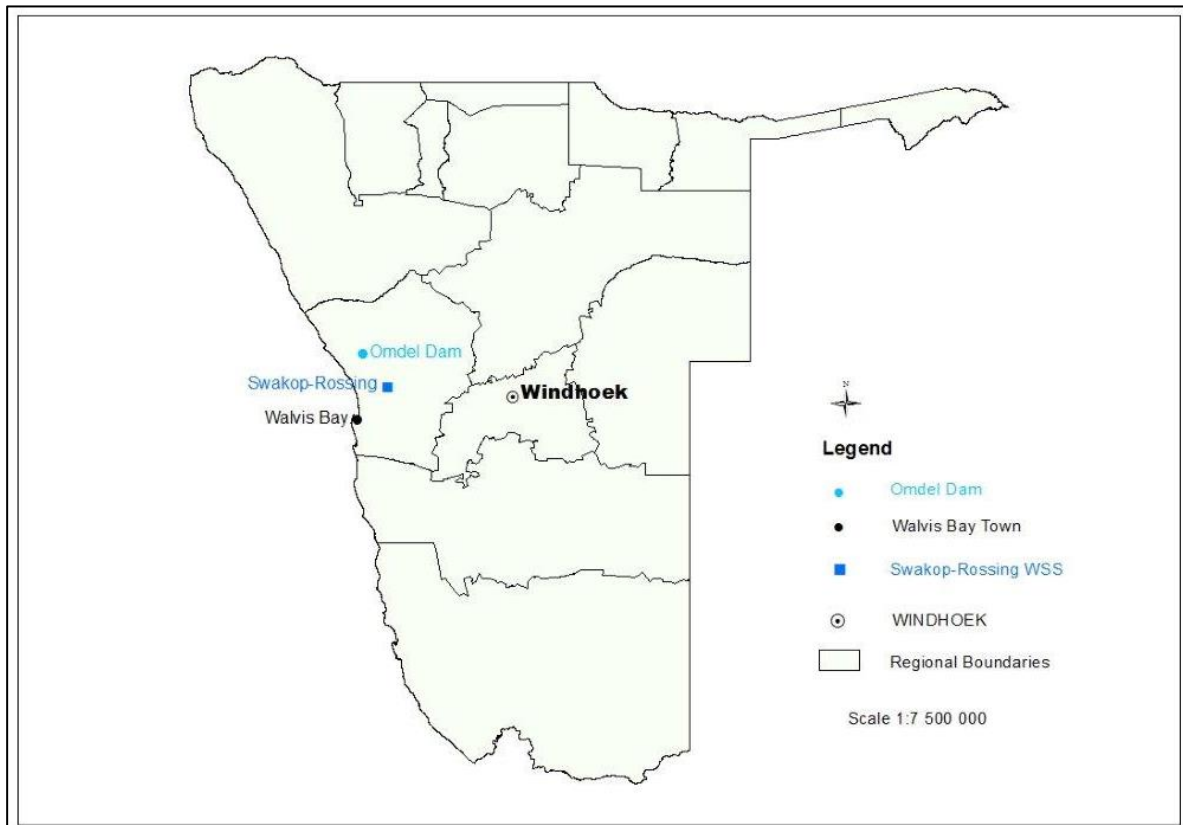 Omdel Dam
Swakop-Rossing
Windhoek
Walvis Bay
N
Legend
Omdel Dam
Walvis Bay Town
Swakop-Rossing WSS
WINDHOEK
Regional Boundaries
Scale 1:7 500 000